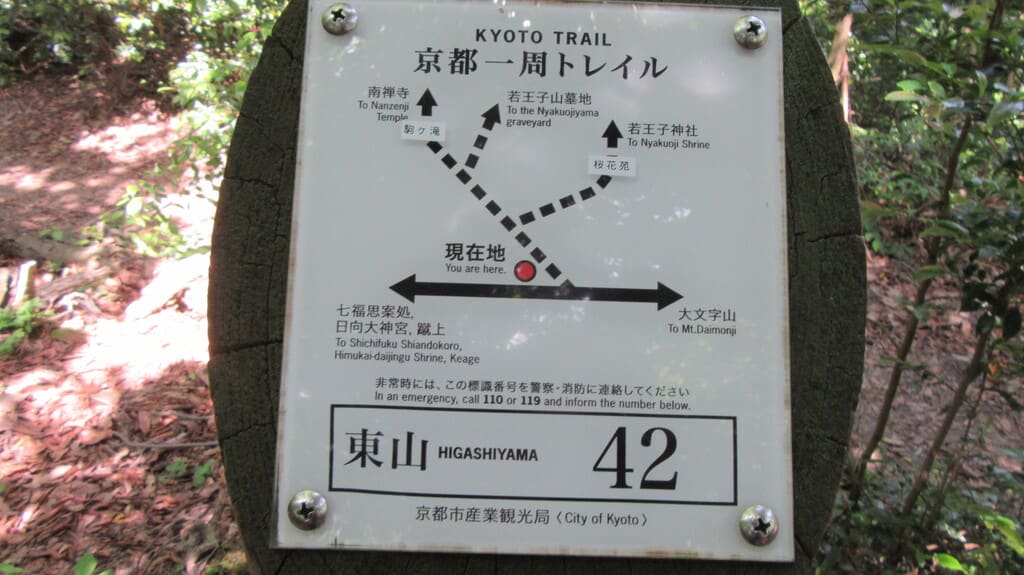 KYOTO TRAIL
京都一周トレイル
南禅寺
To Nanzenji
Temple
駒ヶ滝
若王子山墓地
To the Nyakuojiyama
graveyard
若王子神社
To Nyakuoji Shrine
桜花苑
現在地
You are here.
七福思案処,
日向大神宮, 蹴上
To Shichifuku Shiandokoro,
Himukai-daijingu Shrine, Keage
大文字山
To Mt.Daimonji
非常時には、この標識番号を警察・消防に連絡してください
In an emergency, call 110 or 119 and inform the number below.
東山 HIGASHIYAMA 42
京都市産業観光局〈City of Kyoto〉